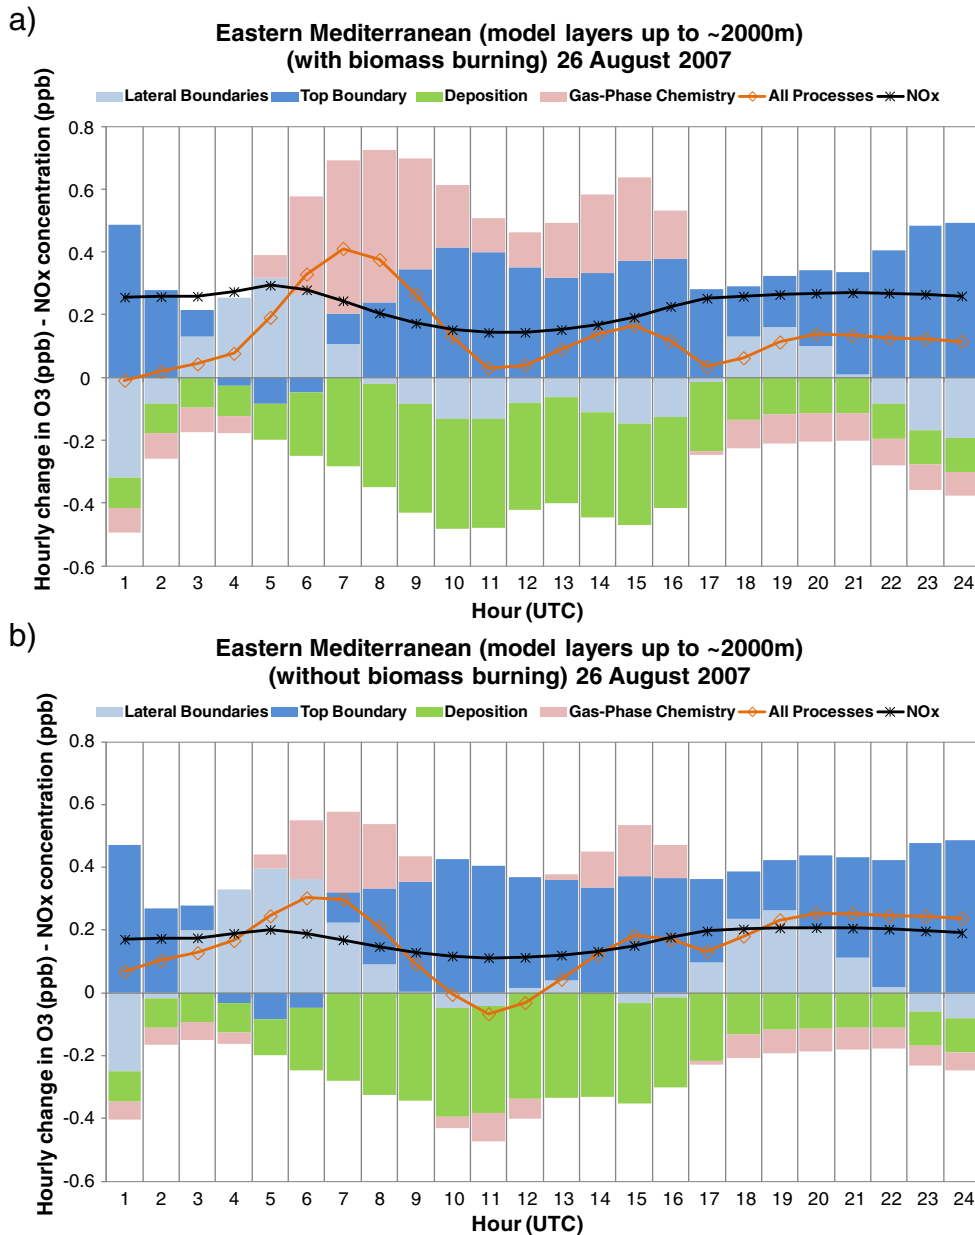 a)
Eastern Mediterranean (model layers up to ~2000m)
(with biomass burning) 26 August 2007
Lateral Boundaries Top Boundary Deposition Gas-Phase Chemistry All Processes NOx
Hourly change in O3 (ppb) - NOx concentration (ppb)
0.8
0.6
0.4
0.2
0
-0.2
-0.4
-0.6
1 2 3 4 5 6 7 8 9 10 11 12 13 14 15 16 17 18 19 20 21 22 23 24
Hour (UTC)
b)
Eastern Mediterranean (model layers up to ~2000m)
(without biomass burning) 26 August 2007
Lateral Boundaries Top Boundary Deposition Gas-Phase Chemistry All Processes NOx
Hourly change in O3 (ppb) - NOx concentration (ppb)
0.8
0.6
0.4
0.2
0
-0.2
-0.4
-0.6
1 2 3 4 5 6 7 8 9 10 11 12 13 14 15 16 17 18 19 20 21 22 23 24
Hour (UTC)